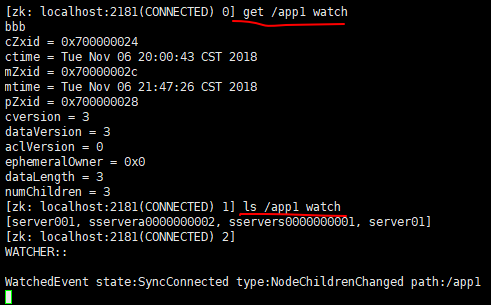 [zk: localhost:2181(CONNECTED) 0] get /app1 watch
bbb
cZxid = 0x700000024
ctime = Tue Nov 06 20:00:43 CST 2018
mZxid = 0x70000002c
mtime = Tue Nov 06 21:47:26 CST 2018
pZxid = 0x700000028
cversion = 3
dataVersion = 3
aclVersion = 0
ephemeralOwner = 0x0
dataLength = 3
numChildren = 3
[zk: localhost:2181(CONNECTED) 1] ls /app1 watch
[server001, sservera0000000002, sservers0000000001, server01]
[zk: localhost:2181(CONNECTED) 2]
WATCHER::
WatchedEvent state:SyncConnected type:NodeChildrenChanged path:/app1